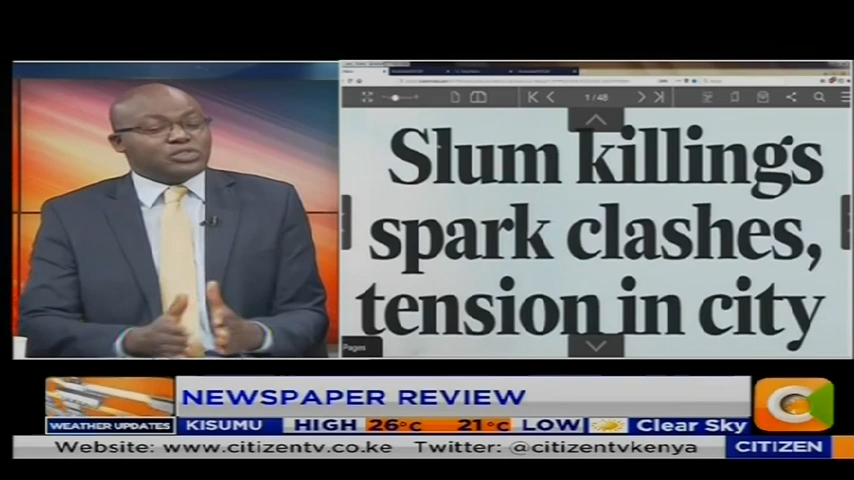 1 / 48
Slum killings
spark clashes,
tension in city
Pages
NEWSPAPER REVIEW
WEATHER UPDATES KISUMU HIGH 26°c 21°c LOW Clear Sky
Website: www.citizentv.co.ke Twitter: @citizentvkenya CITIZEN